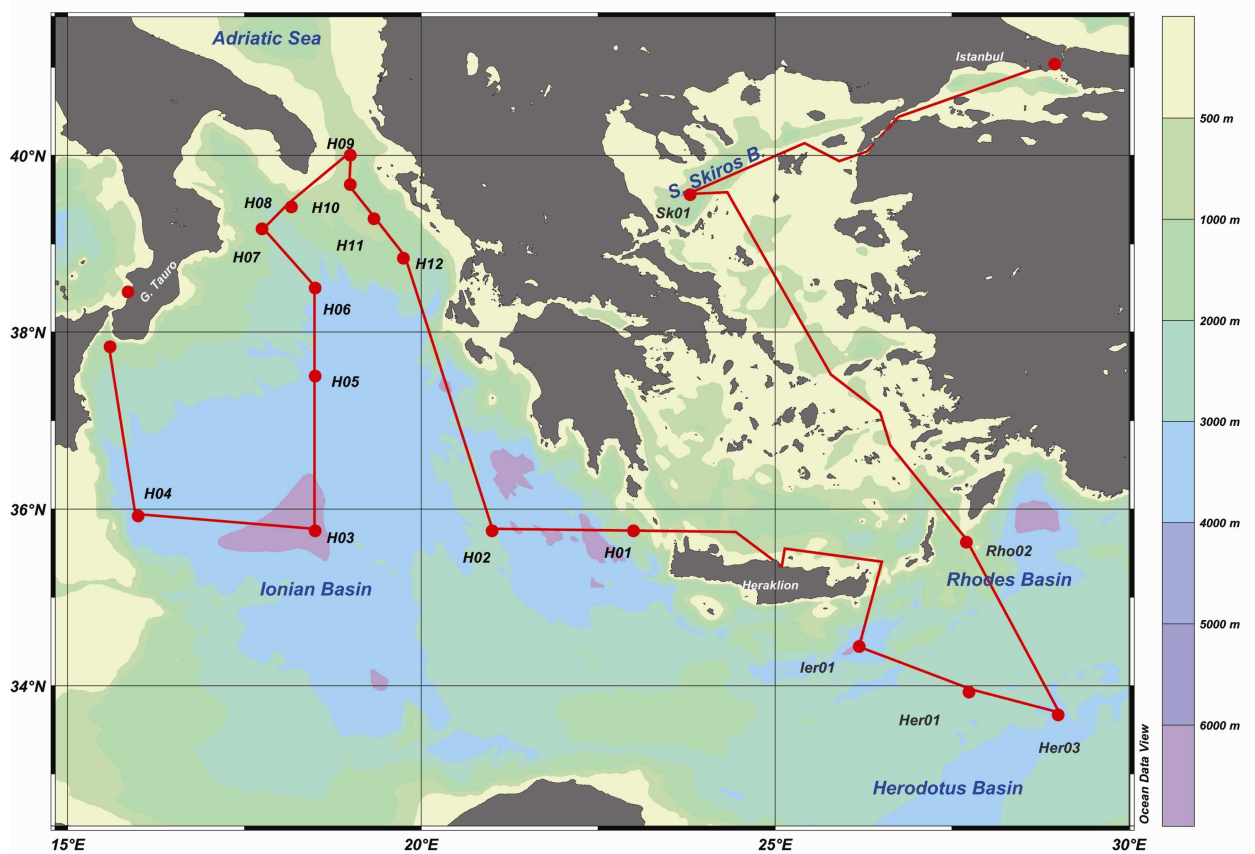 Adriatic Sea
Istanbul
500 m
40°N
H09
S. Skiros B.
H08
H10
Sk01
1000 m
H11
H07
H12
G. Tauro
H06
2000 m
38°N
H05
3000 m
H04
36°N
H03
H02
H01
4000 m
Rho02
Rhodes Basin
Heraklion
Ionian Basin
5000 m
Ier01
34°N
Her01
6000 m
Her03
Herodotus Basin
Ocean Data View
15°E
20°E
25°E
30°E